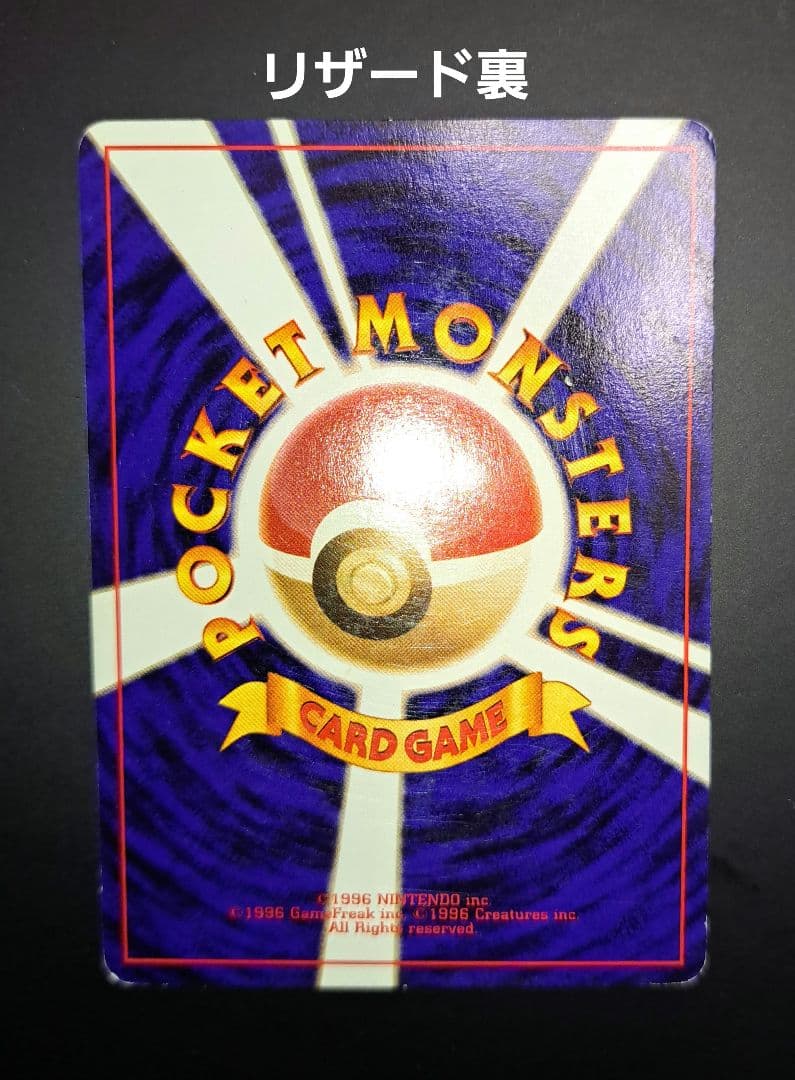 リザード裏
POCKET MONSTERS
CARD GAME
©1996 NINTENDO inc.
©1996 GameFreak inc. ©1996 Creatures inc.
All Rights reserved.